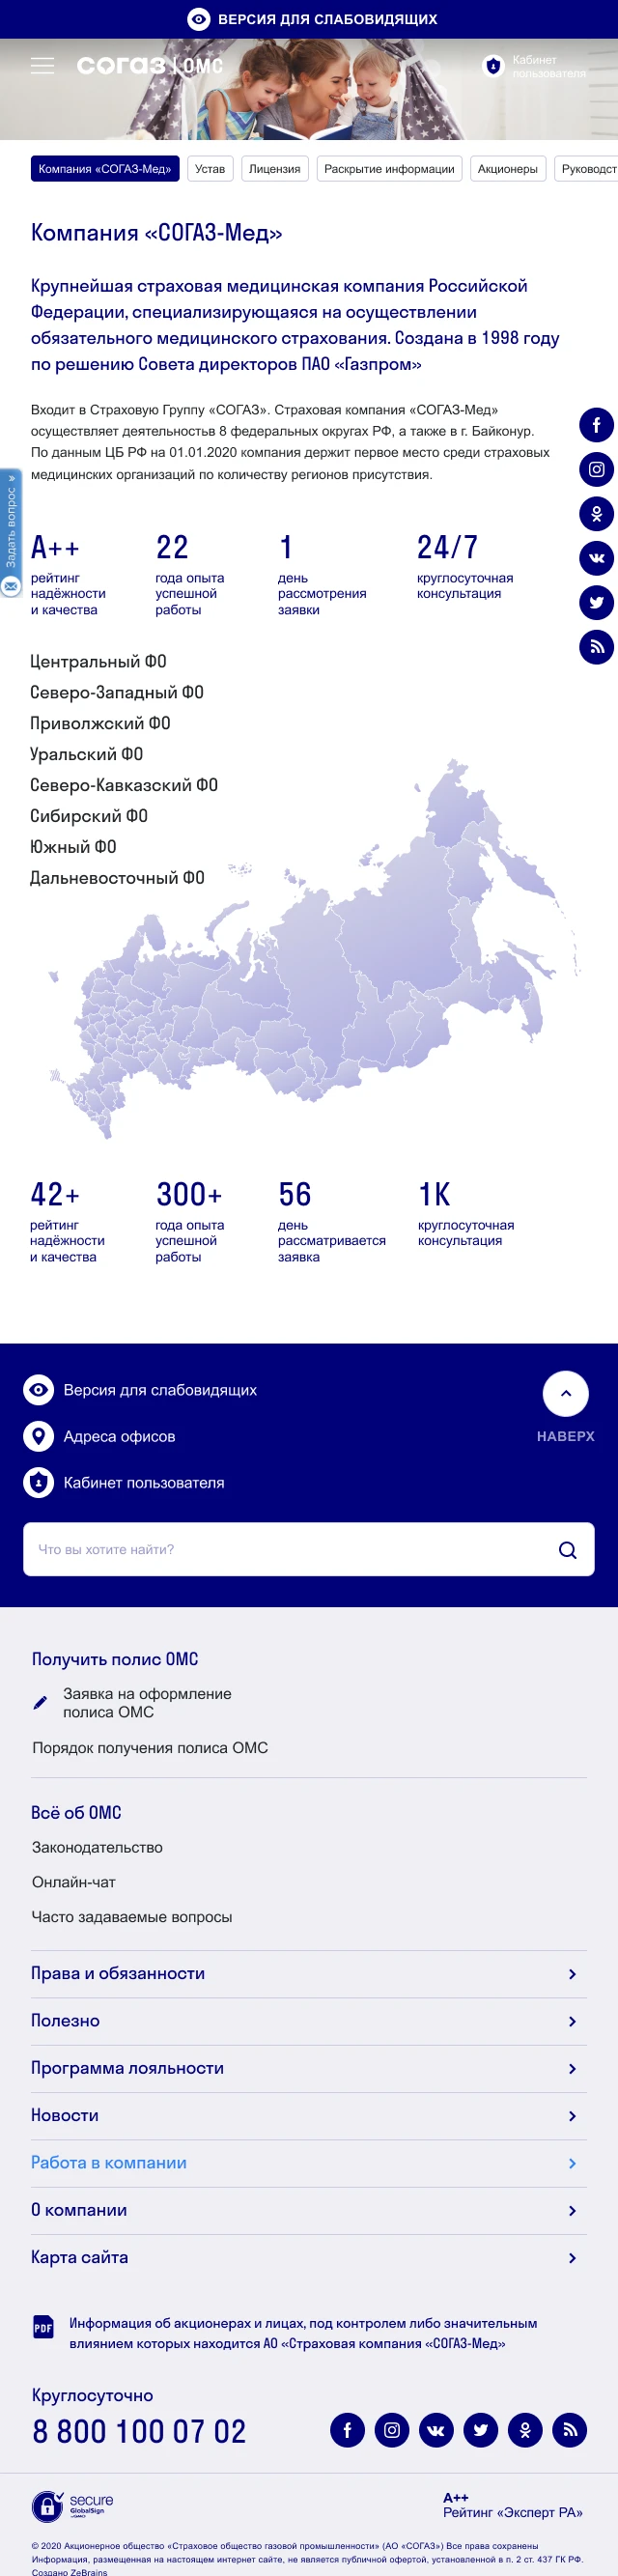 ВЕРСИЯ ДЛЯ СЛАБОВИДЯЩИХ
согаз | ОМС
Кабинет
пользователя
Компания «СОГАЗ-Мед»
Устав
Лицензия
Раскрытие информации
Акционеры
Руководст
Компания «СОГАЗ-Мед»
Крупнейшая страховая медицинская компания Российской
Федерации, специализирующаяся на осуществлении
обязательного медицинского страхования. Создана в 1998 году
по решению Совета директоров ПАО «Газпром»
Входит в Страховую Группу «СОГАЗ». Страховая компания «СОГАЗ-Мед»
осуществляет деятельностьв 8 федеральных округах РФ, а также в г. Байконур.
По данным ЦБ РФ на 01.01.2020 компания держит первое место среди страховых
медицинских организаций по количеству регионов присутствия.
Задать вопрос »
А++
рейтинг
надёжности
и качества
22
года опыта
успешной
работы
1
день
рассмотрения
заявки
24/7
круглосуточная
консультация
Центральный ФО
Северо-Западный ФО
Приволжский ФО
Уральский ФО
Северо-Кавказский ФО
Сибирский ФО
Южный ФО
Дальневосточный ФО
42+
рейтинг
надёжности
и качества
300+
года опыта
успешной
работы
56
день
рассматривается
заявка
1К
круглосуточная
консультация
Версия для слабовидящих
Адреса офисов
Кабинет пользователя
НАВЕРХ
Что вы хотите найти?
Получить полис ОМС
Заявка на оформление
полиса ОМС
Порядок получения полиса ОМС
Всё об ОМС
Законодательство
Онлайн-чат
Часто задаваемые вопросы
Права и обязанности
Полезно
Программа лояльности
Новости
Работа в компании
О компании
Карта сайта
PDF
Информация об акционерах и лицах, под контролем либо значительным
влиянием которых находится АО «Страховая компания «СОГАЗ-Мед»
Круглосуточно
8 800 100 07 02
secure
GlobalSign
А++
Рейтинг «Эксперт РА»
© 2020 Акционерное общество «Страховое общество газовой промышленности» (АО «СОГАЗ») Все права сохранены
Информация, размещенная на настоящем интернет сайте, не является публичной офертой, установленной в п. 2 ст. 437 ГК РФ.
Создано ZeBrains